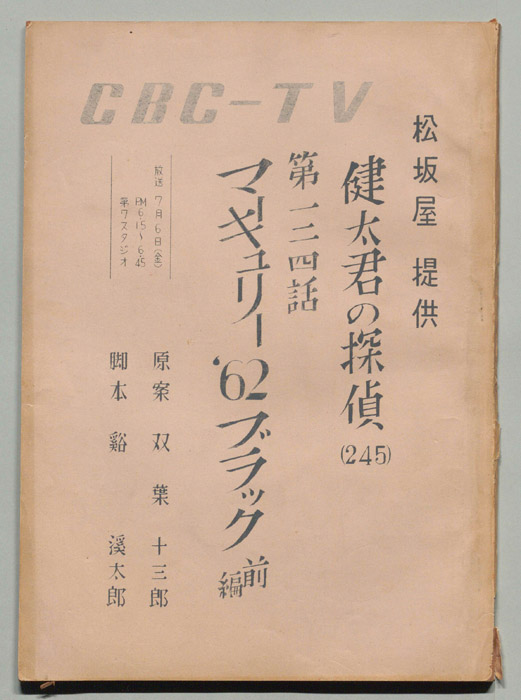 CBC-TV
松坂屋 提供
健太君の探偵
(245)
第一三四話
マーキュリー'62ブラック 前編
放送 7月6日(金)
PM6.15〜6.45
第7スタジオ
原案 双葉十三郎
脚本 谿 溪太郎